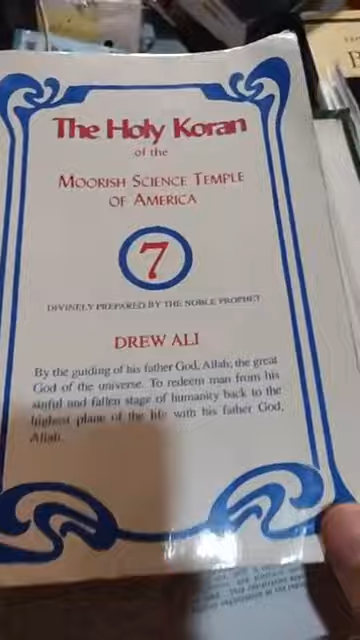 The Holy Koran
of the
MOORISH SCIENCE TEMPLE
OF AMERICA
7
DIVINELY PREPARED BY THE NOBLE PROPHET
DREW ALI
By the guiding of his father God, Allah; the great
God of the universe. To redeem man from his
sinful and fallen stage of humanity back to the
highest plane of the life with his father God,
Allah.